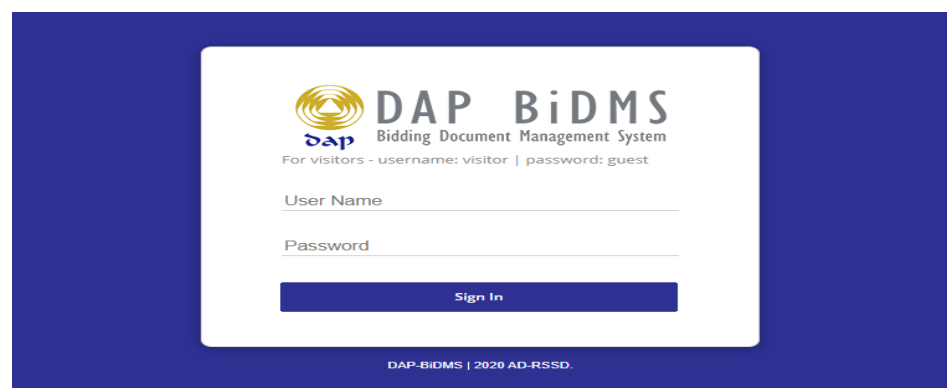 DAP BiDMS
dap
Bidding Document Management System
For visitors - username: visitor | password: guest
User Name
Password
Sign In
DAP-BiDMS | 2020 AD-RSSD.